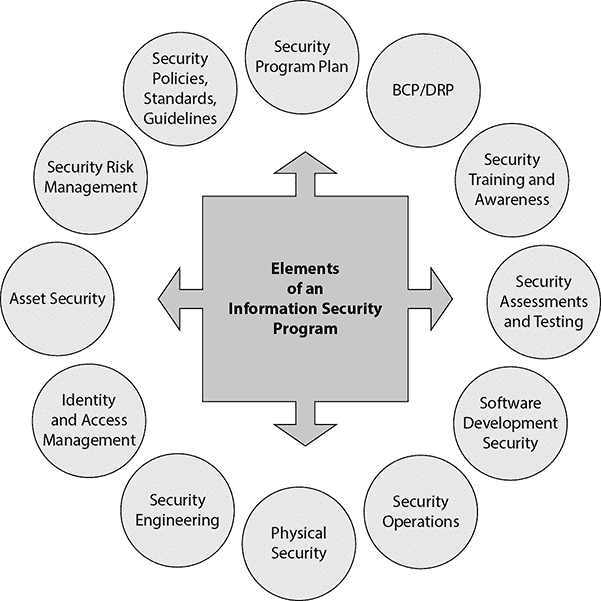 Security
Program Plan
BCP/DRP
Security
Training and
Awareness
Security
Assessments
and Testing
Software
Development
Security
Security
Operations
Physical
Security
Security
Engineering
Identity
and Access
Management
Asset Security
Security Risk
Management
Security
Policies,
Standards,
Guidelines
Elements
of an
Information Security
Program